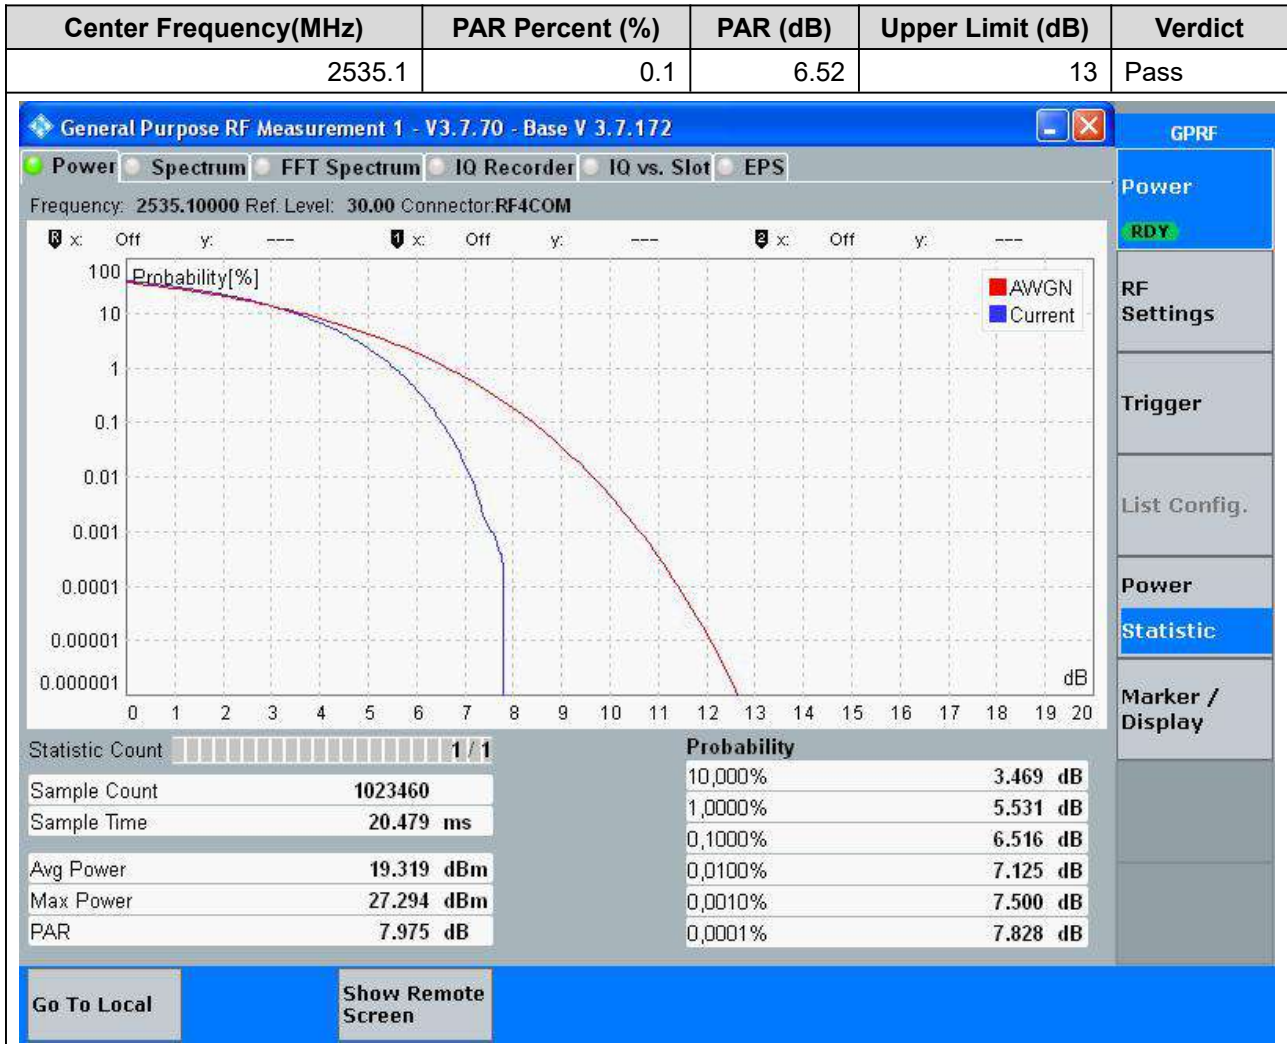 Center Frequency(MHz) PAR Percent (%) PAR (dB) Upper Limit (dB) Verdict
2535.1 0.1 6.52 13 Pass
General Purpose RF Measurement 1 - V3.7.70 - Base V 3.7.172
GPRF
Power Spectrum FFT Spectrum IQ Recorder IQ vs. Slot EPS
Power
RDY
Frequency: 2535.10000 Ref. Level: 30.00 Connector:RF4COM
R x: Off y: --- 1 x: Off y: --- 2 x: Off y: ---
Probability[%]
AWGN
Current
100
10
1
0.1
0.01
0.001
0.0001
0.00001
0.000001
dB
0 1 2 3 4 5 6 7 8 9 10 11 12 13 14 15 16 17 18 19 20
RF
Settings
Trigger
List Config.
Power
Statistic
Marker /
Display
Statistic Count 1 / 1
Sample Count 1023460
Sample Time 20.479 ms
Avg Power 19.319 dBm
Max Power 27.294 dBm
PAR 7.975 dB
Probability
10,000% 3.469 dB
1,0000% 5.531 dB
0,1000% 6.516 dB
0,0100% 7.125 dB
0,0010% 7.500 dB
0,0001% 7.828 dB
Go To Local
Show Remote
Screen